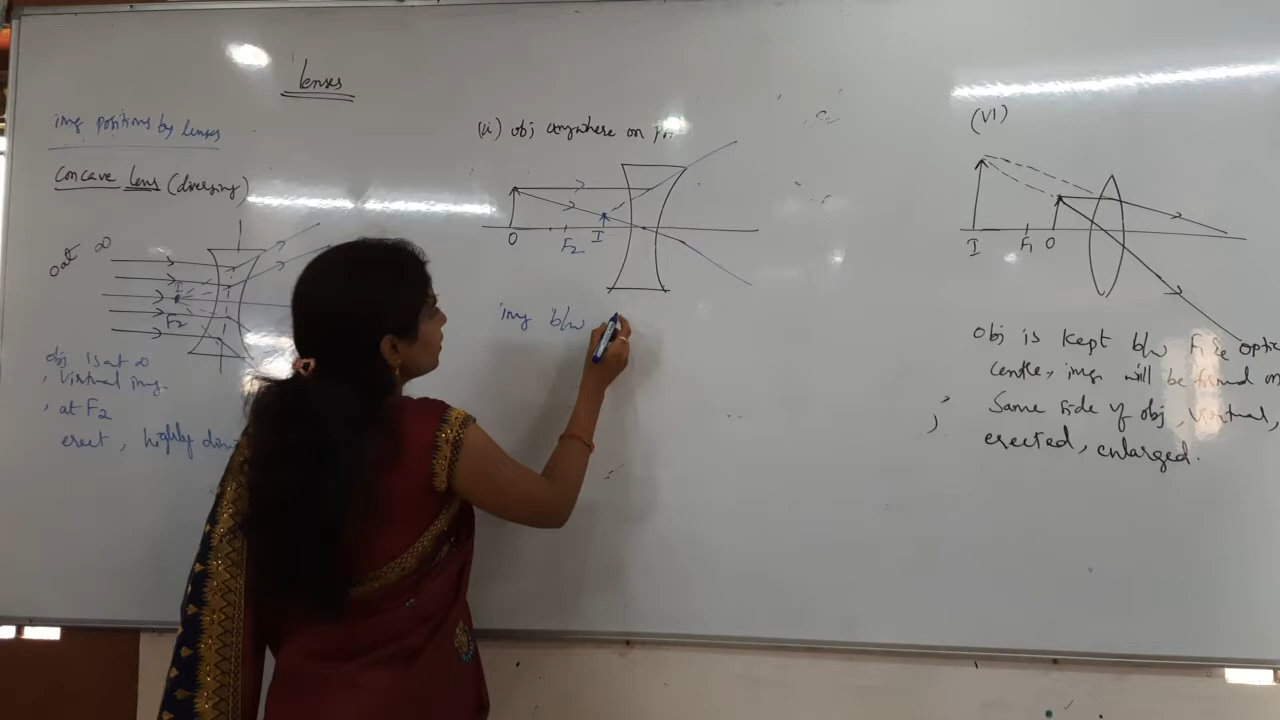 lenses
img positions by lenses
Concave lens (diverging)
O at ∞
I
F2
obj is at ∞
, Virtual img.
, at F2
erect, highly
(ii) obj anywhere on
O
F2
I
img b/w
(VI)
I
F1
O
Obj is kept b/w F1 & Optic
centre, img. will be formed on
Same side of obj, virtual,
erected, enlarged.